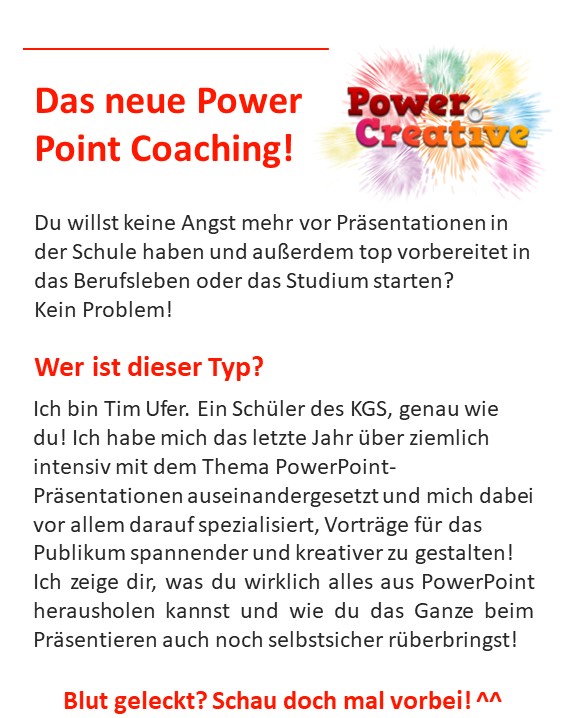 Das neue Power
Point Coaching!
Power
Creative
Du willst keine Angst mehr vor Präsentationen in
der Schule haben und außerdem top vorbereitet in
das Berufsleben oder das Studium starten?
Kein Problem!
Wer ist dieser Typ?
Ich bin Tim Ufer. Ein Schüler des KGS, genau wie
du! Ich habe mich das letzte Jahr über ziemlich
intensiv mit dem Thema PowerPoint-
Präsentationen auseinandergesetzt und mich dabei
vor allem darauf spezialisiert, Vorträge für das
Publikum spannender und kreativer zu gestalten!
Ich zeige dir, was du wirklich alles aus PowerPoint
herausholen kannst und wie du das Ganze beim
Präsentieren auch noch selbstsicher rüberbringst!
Blut geleckt? Schau doch mal vorbei! ^^